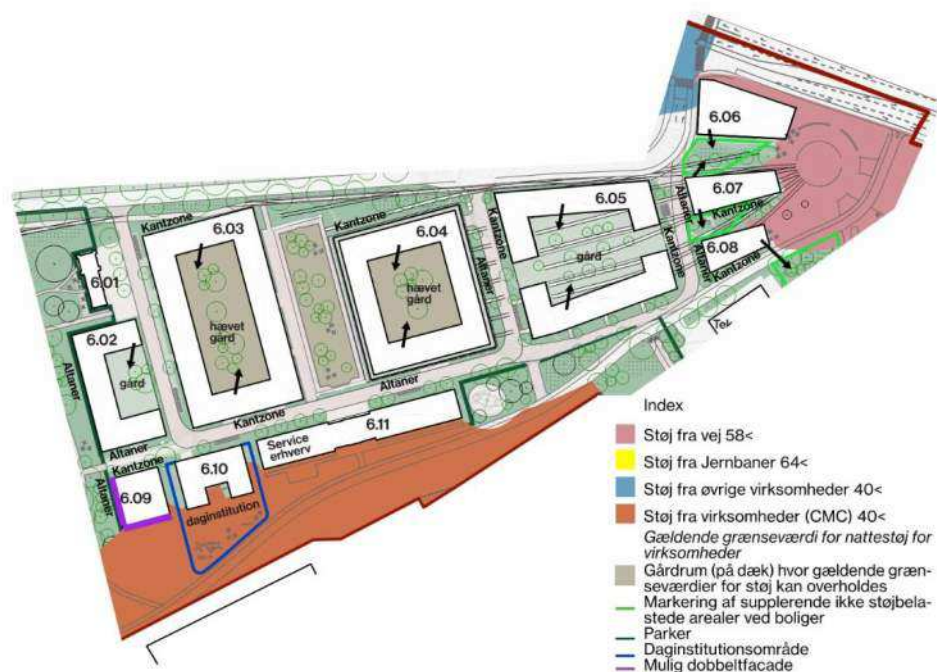 6.06
6.07
Kantzone
Altaner
6.08
Altaner
Kantzone
6.05
Kantzone
gård
Kantzone
Kantzone
6.03
Kantzone
6.04
hævet
gård
Altaner
6.01
hævet
gård
6.02
gård
Altaner
Altaner
Kantzone
6.11
Service
erhverv
Altaner
Kantzone
6.10
6.09
Altaner
daginstitution
Index
Støj fra vej 58<
Støj fra Jernbaner 64<
Støj fra øvrige virksomheder 40<
Støj fra virksomheder (CMC) 40<
Gældende grænseværdi for nattestøj for
virksomheder
Gårdrum (på dæk) hvor gældende græn-
seværdier for støj kan overholdes
Markering af supplerende ikke støjbela-
stede arealer ved boliger
Parker
Daginstitutionsområde
Mulig dobbeltfacade